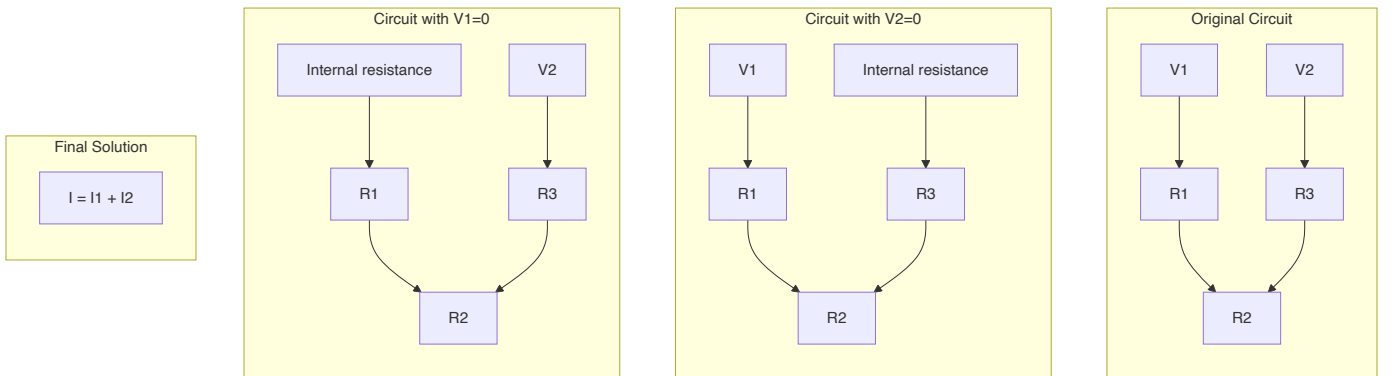 Final Solution
I = I1 + I2
Circuit with V1=0
Internal resistance
V2
R1
R3
R2
Circuit with V2=0
V1
Internal resistance
R1
R3
R2
Original Circuit
V1
V2
R1
R3
R2